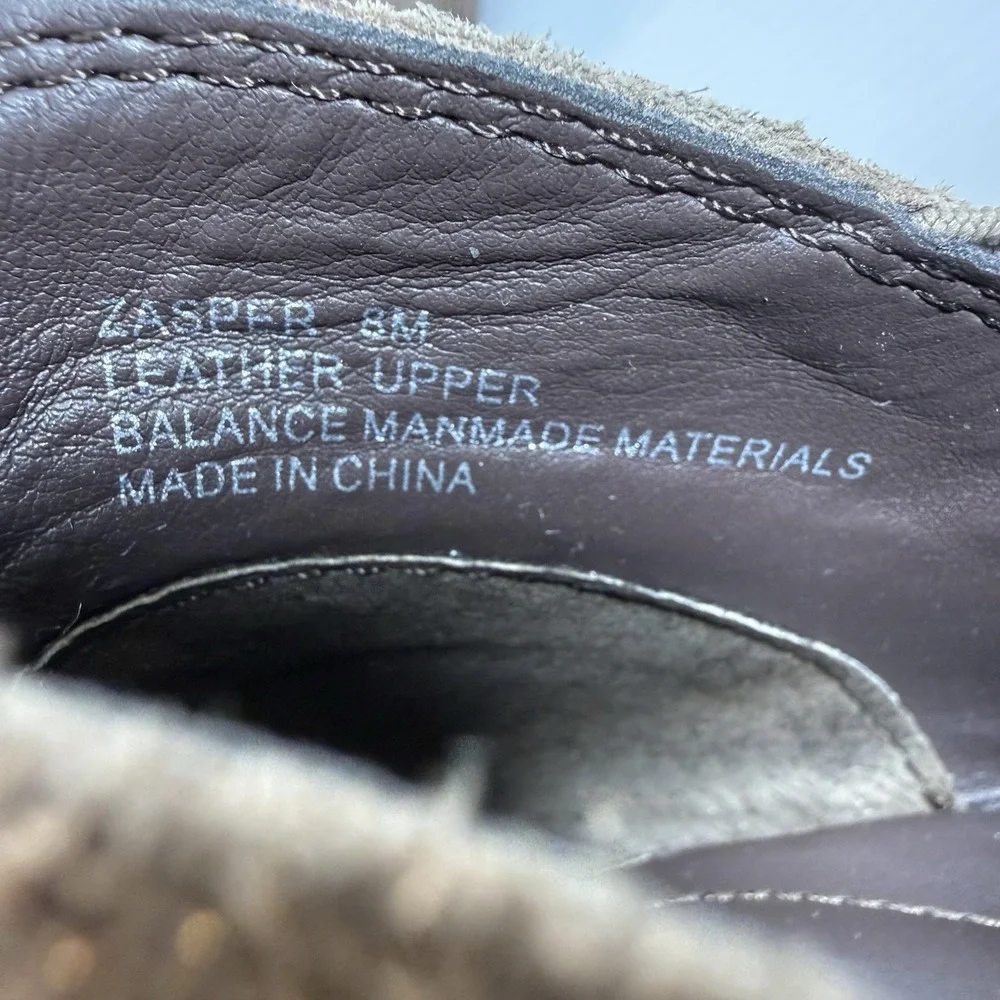 ZASPER 8M
LEATHER UPPER
BALANCE MANMADE MATERIALS
MADE IN CHINA